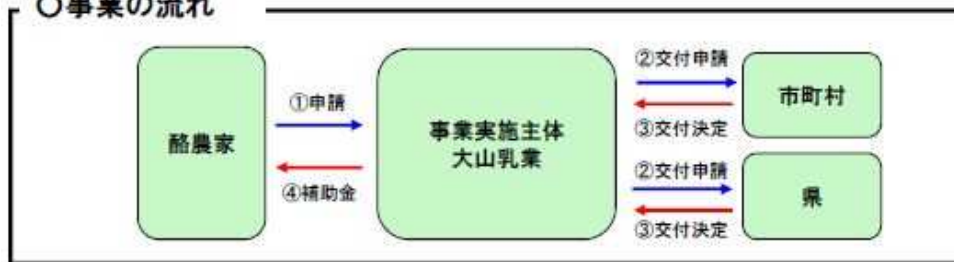 〇事業の流れ
酪農家
①申請
④補助金
事業実施主体
大山乳業
②交付申請
③交付決定
市町村
②交付申請
③交付決定
県